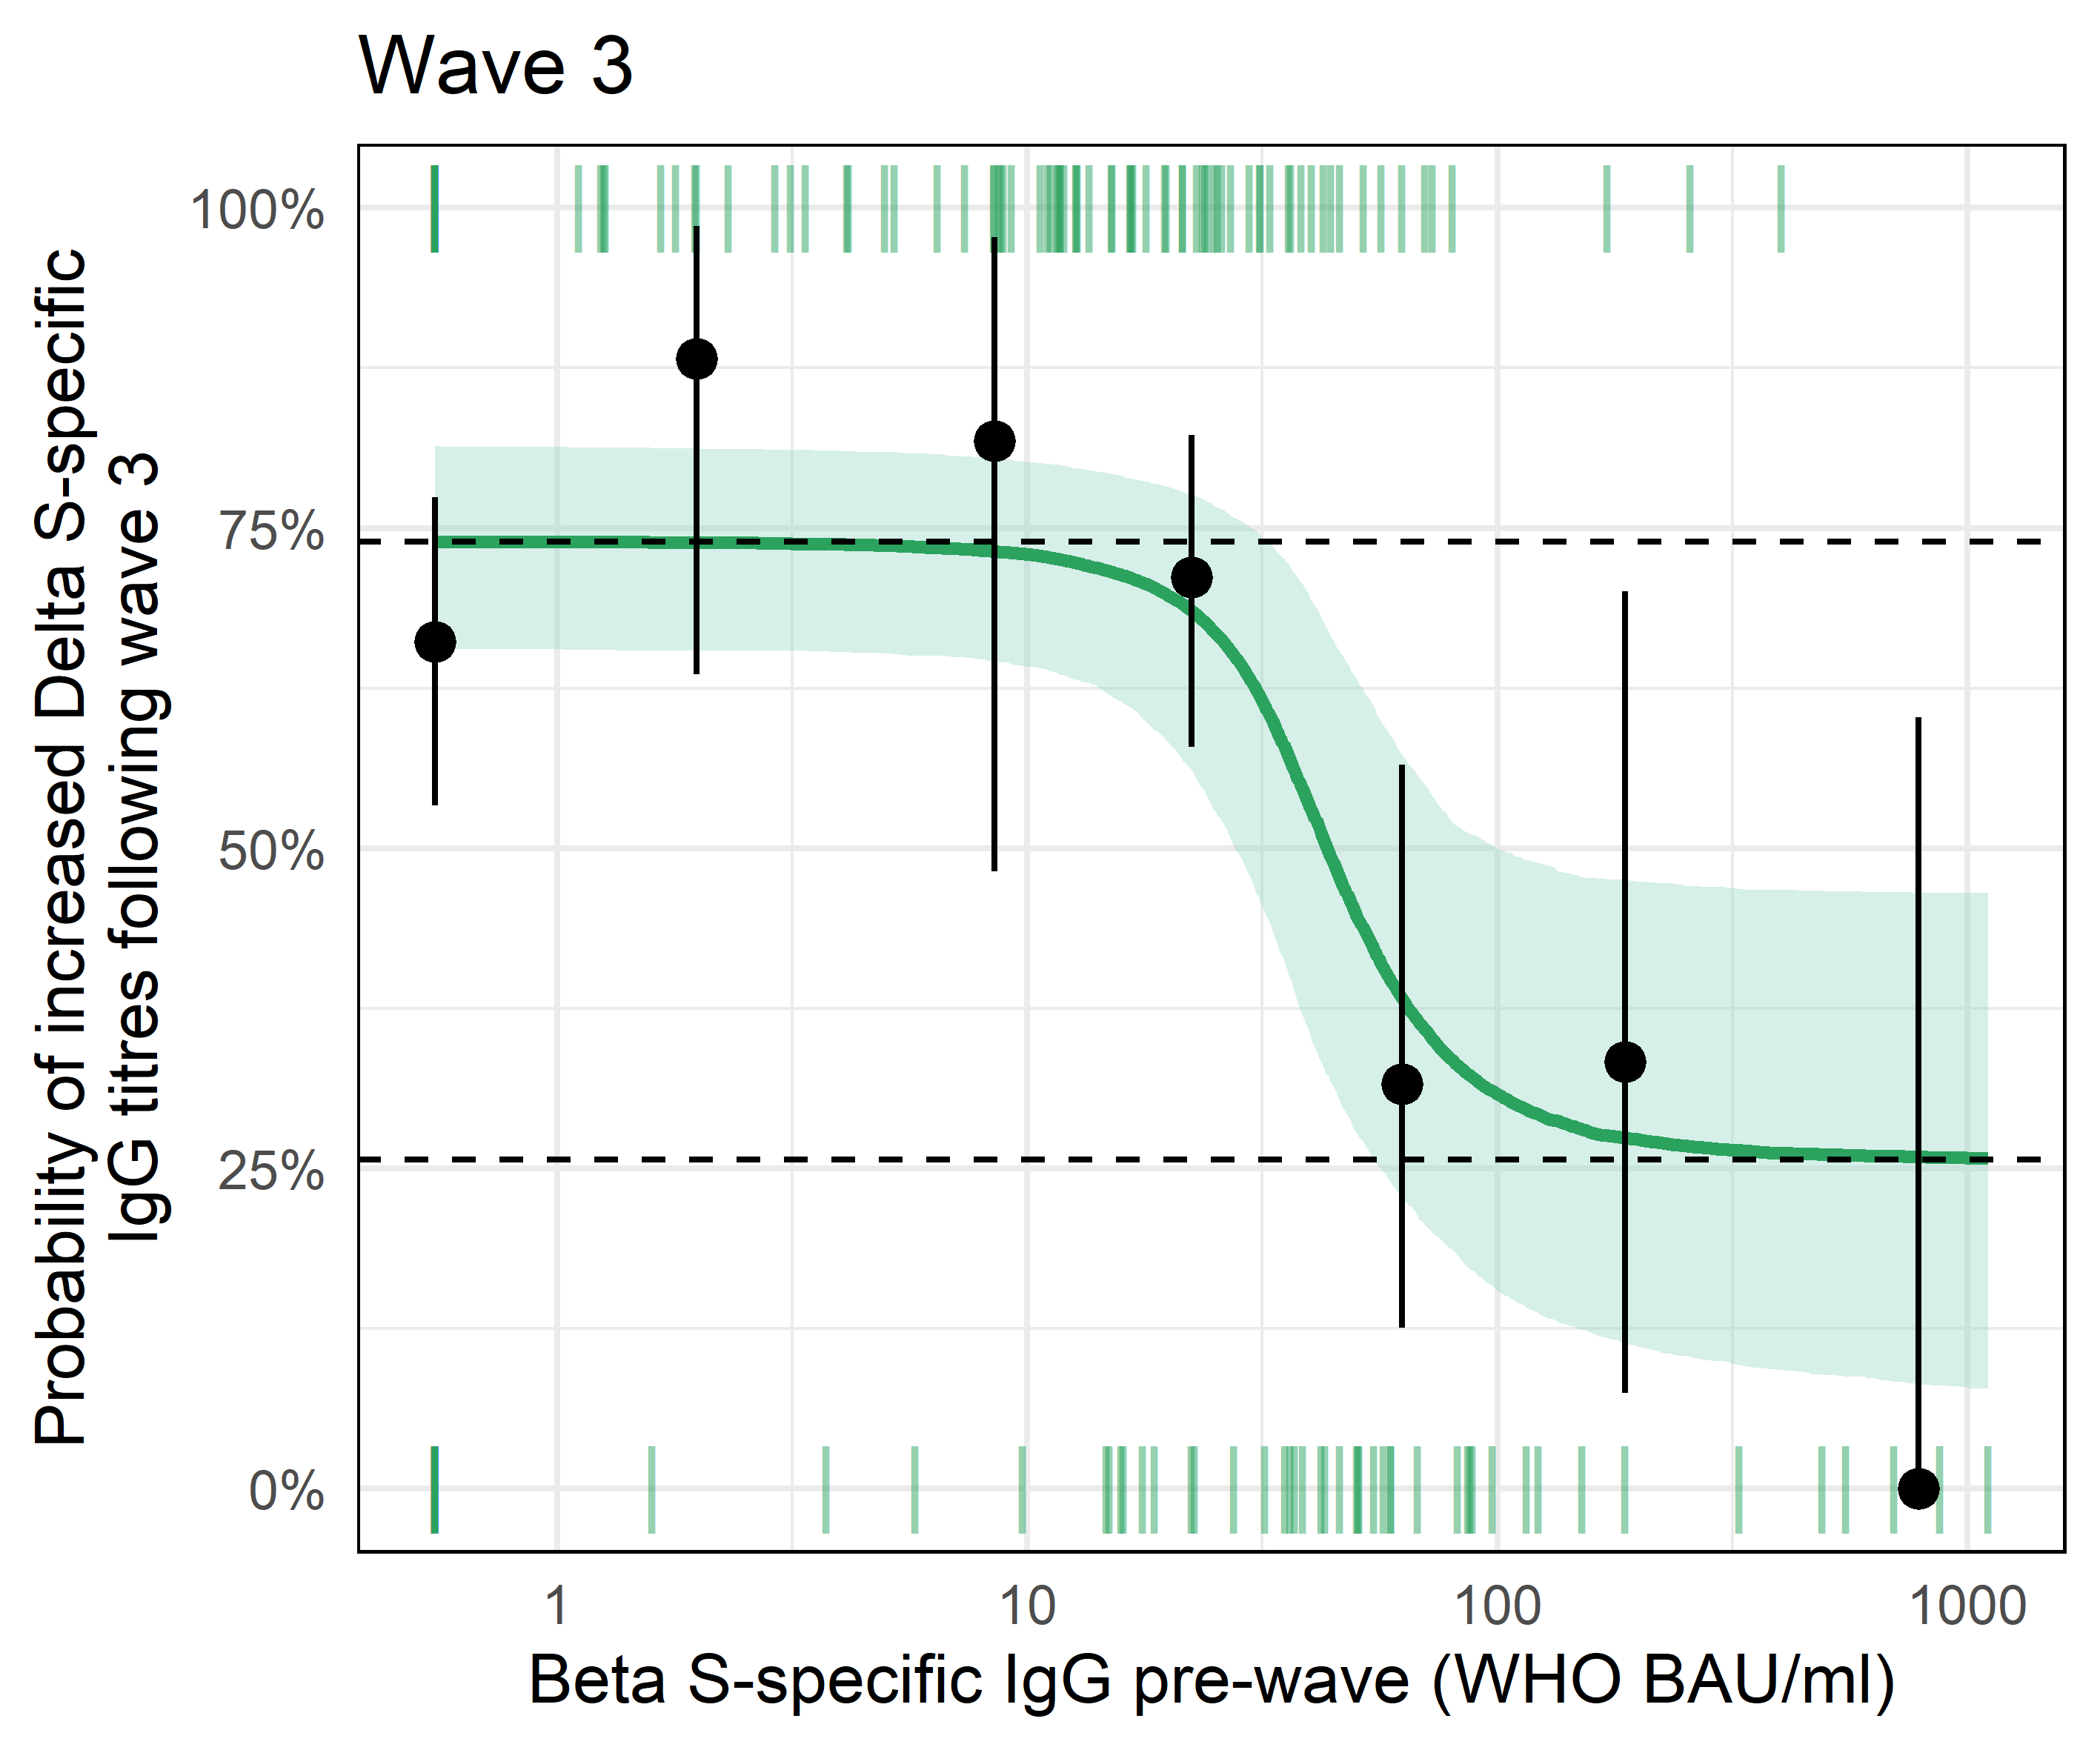 Wave 3
Probability of increased Delta S-specific
IgG titres following wave 3
100%
75%
50%
25%
0%
1
10
100
1000
Beta S-specific IgG pre-wave (WHO BAU/ml)